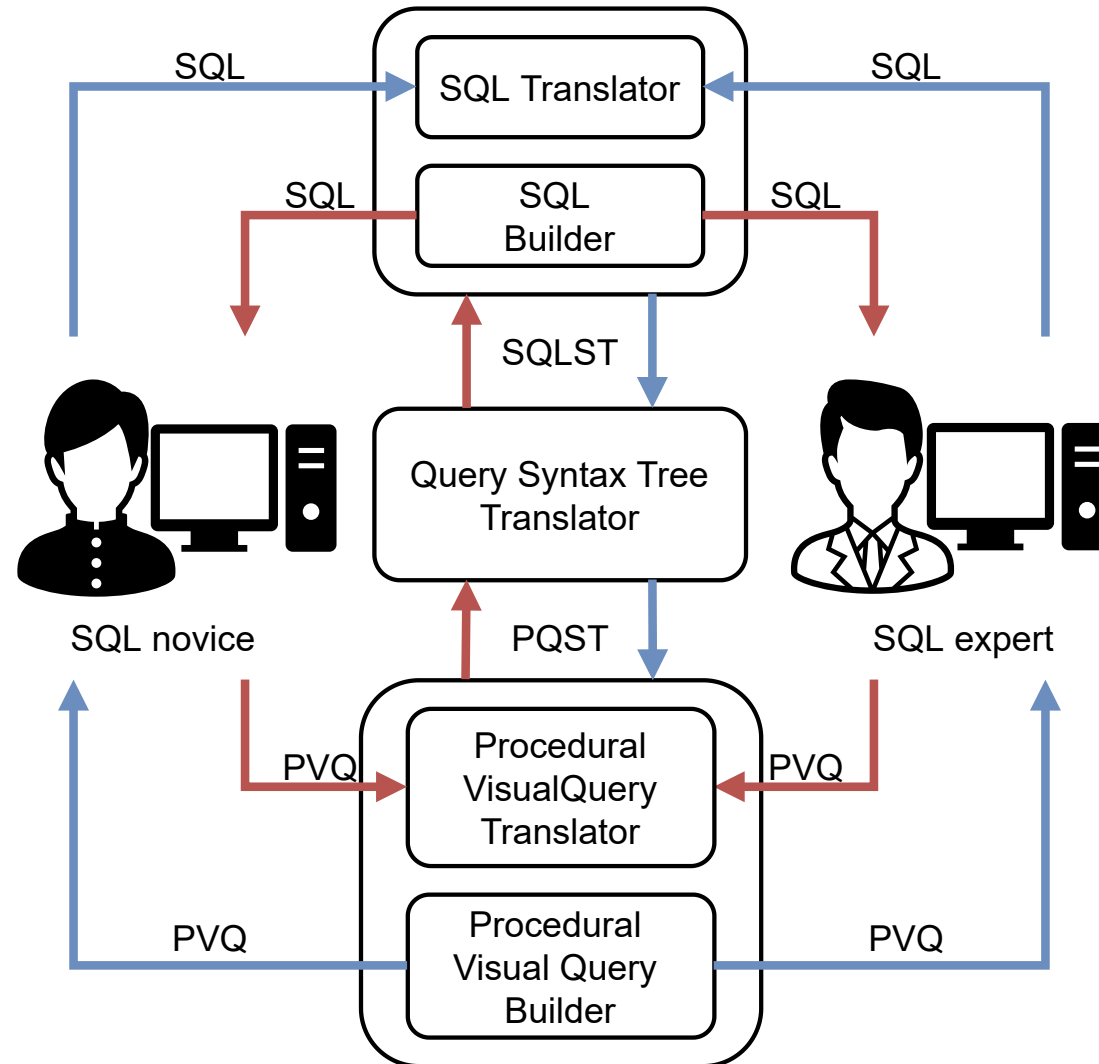 SQL
SQL
SQL Translator
SQL
SQL
SQL
Builder
SQLST
Query Syntax Tree
Translator
SQL novice
PQST
SQL expert
PVQ
PVQ
Procedural
VisualQuery
Translator
PVQ
PVQ
Procedural
Visual Query
Builder